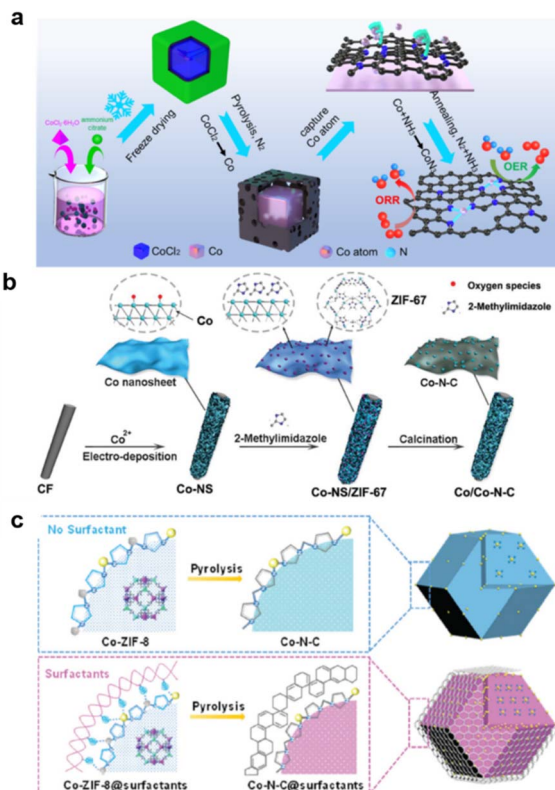 a
CoCl₂·6H₂O
ammonium
citrate
Freeze drying
Pyrolysis, N₂
CoCl₂
Co
capture
Co atom
Annealing, N₂+NH₃
Co+NH₃
CoNₓ
ORR
OER
CoCl₂
Co
Co atom
N
b
Co
ZIF-67
Oxygen species
2-Methylimidazole
Co nanosheet
Co-N-C
Co²⁺
Electro-deposition
2-Methylimidazole
Calcination
CF
Co-NS
Co-NS/ZIF-67
Co/Co-N-C
c
No Surfactant
Pyrolysis
Co-ZIF-8
Co-N-C
Surfactants
Pyrolysis
Co-ZIF-8@surfactants
Co-N-C@surfactants